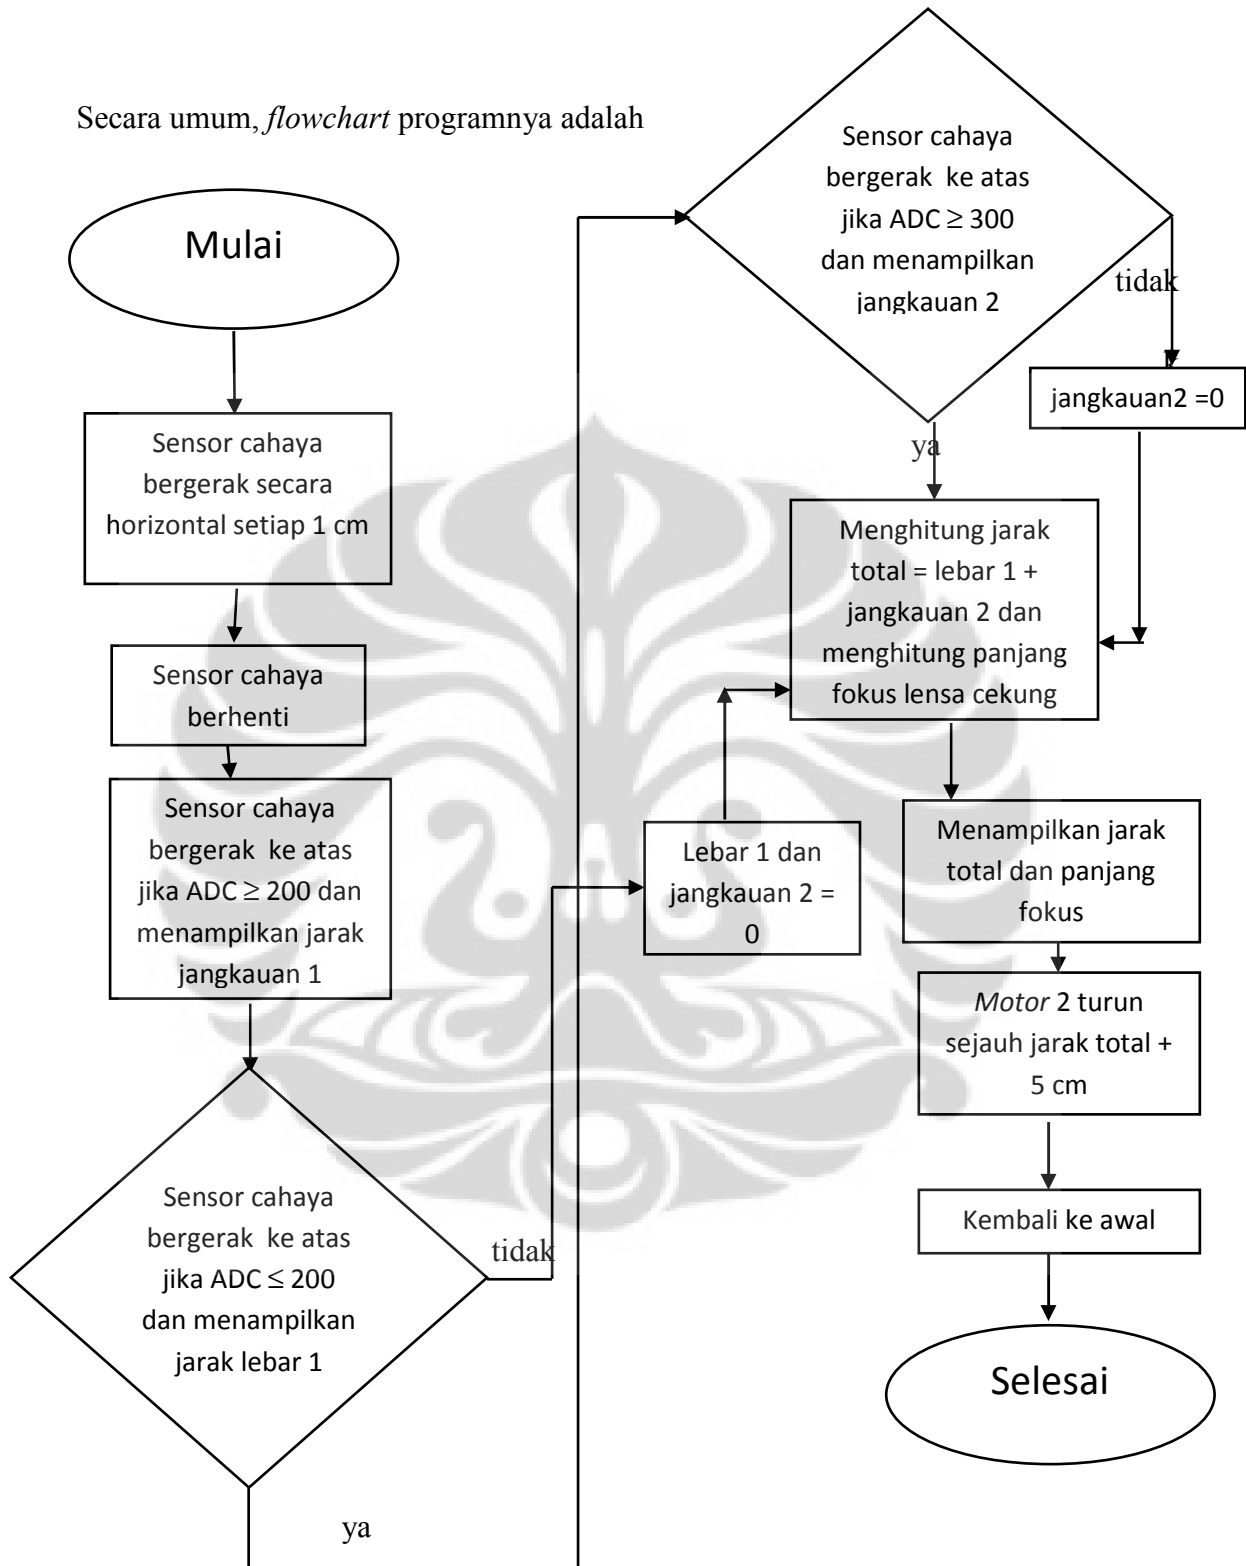 Secara umum, flowchart programnya adalah
Mulai
Sensor cahaya
bergerak secara
horizontal setiap 1 cm
Sensor cahaya
berhenti
Sensor cahaya
bergerak ke atas
jika ADC ≥ 200 dan
menampilkan jarak
jangkauan 1
Sensor cahaya
bergerak ke atas
jika ADC ≤ 200
dan menampilkan
jarak lebar 1
tidak
ya
Lebar 1 dan
jangkauan 2 =
0
Sensor cahaya
bergerak ke atas
jika ADC ≥ 300
dan menampilkan
jangkauan 2
tidak
jangkauan2 =0
ya
Menghitung jarak
total = lebar 1 +
jangkauan 2 dan
menghitung panjang
fokus lensa cekung
Menampilkan jarak
total dan panjang
fokus
Motor 2 turun
sejauh jarak total +
5 cm
Kembali ke awal
Selesai